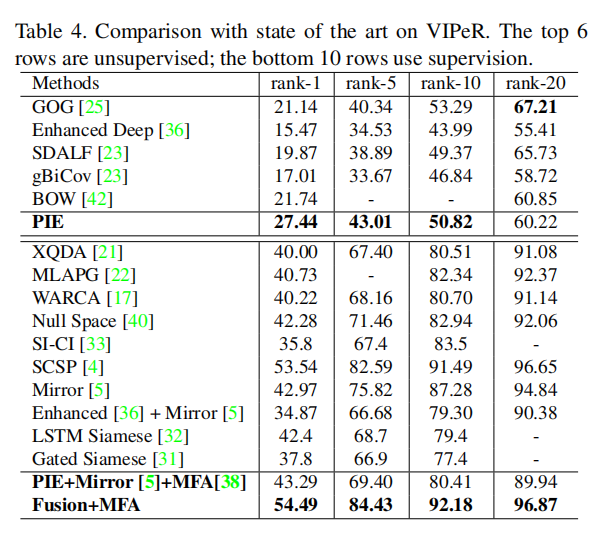 Table 4. Comparison with state of the art on VIPeR. The top 6
rows are unsupervised; the bottom 10 rows use supervision.
Methods rank-1 rank-5 rank-10 rank-20
GOG [25] 21.14 40.34 53.29 67.21
Enhanced Deep [36] 15.47 34.53 43.99 55.41
SDALF [23] 19.87 38.89 49.37 65.73
gBiCov [23] 17.01 33.67 46.84 58.72
BOW [42] 21.74 - - 60.85
PIE 27.44 43.01 50.82 60.22
XQDA [21] 40.00 67.40 80.51 91.08
MLAPG [22] 40.73 - 82.34 92.37
WARCA [17] 40.22 68.16 80.70 91.14
Null Space [40] 42.28 71.46 82.94 92.06
SI-CI [33] 35.8 67.4 83.5 -
SCSP [4] 53.54 82.59 91.49 96.65
Mirror [5] 42.97 75.82 87.28 94.84
Enhanced [36] + Mirror [5] 34.87 66.68 79.30 90.38
LSTM Siamese [32] 42.4 68.7 79.4 -
Gated Siamese [31] 37.8 66.9 77.4 -
PIE+Mirror [5]+MFA[38] 43.29 69.40 80.41 89.94
Fusion+MFA 54.49 84.43 92.18 96.87